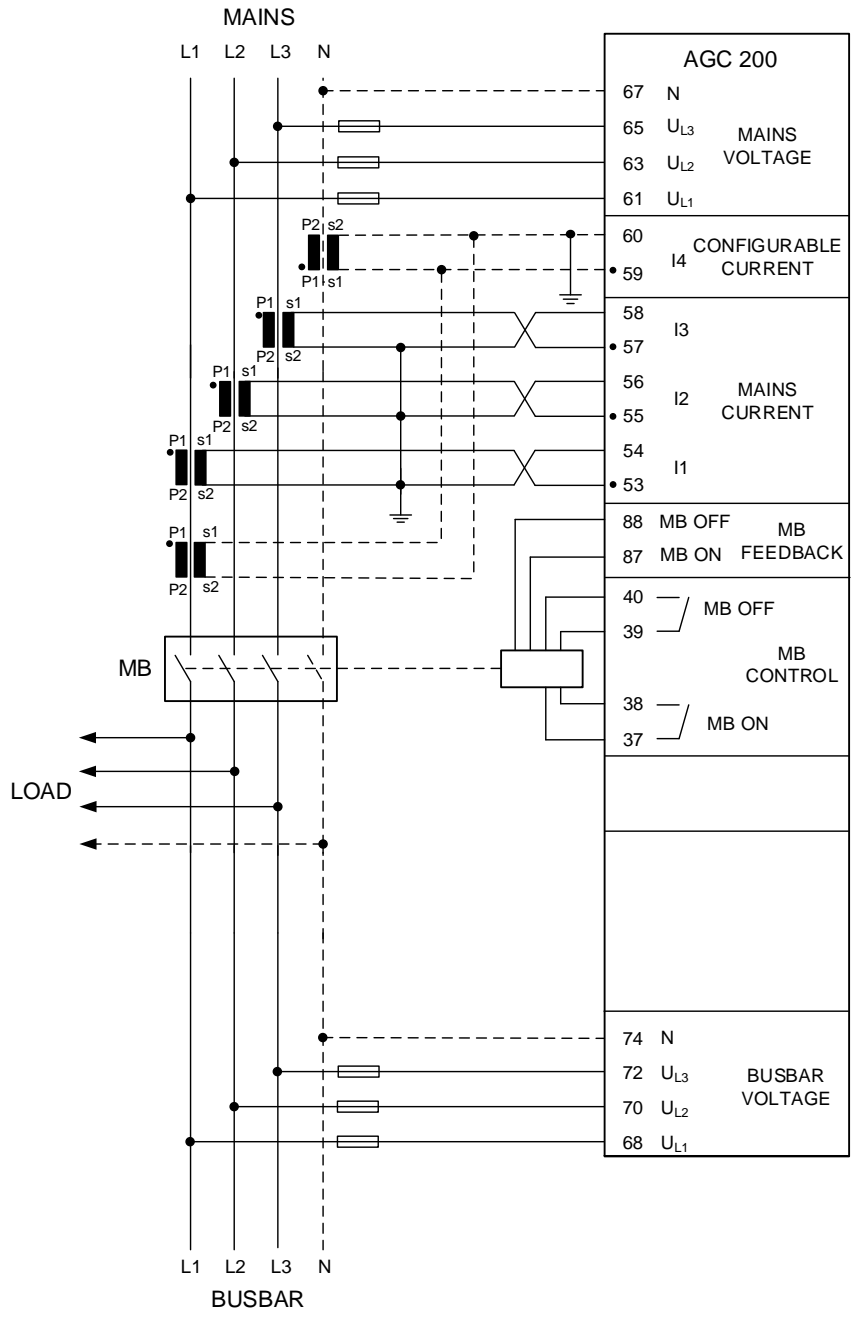 MAINS
L1 L2 L3 N
AGC 200
67 N
65 UL3
63 UL2
61 UL1
MAINS
VOLTAGE
P2 s2
P1 s1
60
59
I4
CONFIGURABLE
CURRENT
P1 s1
P2 s2
58
57
I3
P1 s1
P2 s2
56
55
I2
MAINS
CURRENT
P1 s1
P2 s2
54
53
I1
P1 s1
P2 s2
88 MB OFF
87 MB ON
MB
FEEDBACK
40
39
MB OFF
MB
MB
CONTROL
38
37
MB ON
LOAD
74 N
72 UL3
70 UL2
68 UL1
BUSBAR
VOLTAGE
L1 L2 L3 N
BUSBAR